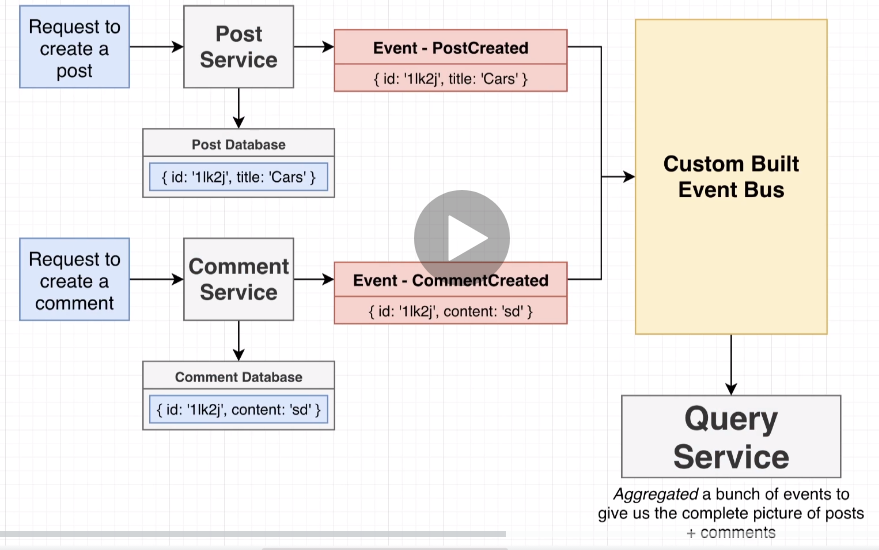 Request to
create a
post
Post
Service
Event - PostCreated
{ id: '1lk2j', title: 'Cars' }
Post Database
{ id: '1lk2j', title: 'Cars' }
Custom Built
Event Bus
Request to
create a
comment
Comment
Service
Event - CommentCreated
{ id: '1lk2j', content: 'sd' }
Comment Database
{ id: '1lk2j', content: 'sd' }
Query
Service
Aggregated a bunch of events to
give us the complete picture of posts
+ comments